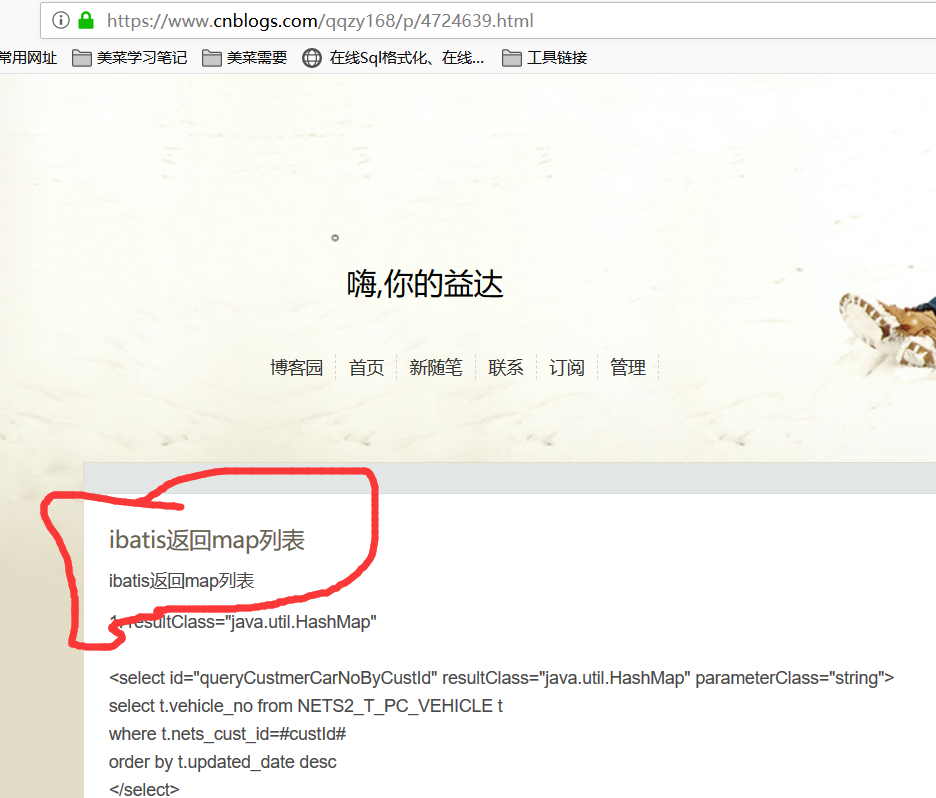 https://www.cnblogs.com/qqzy168/p/4724639.html
常用网址 美菜学习笔记 美菜需要 在线Sql格式化、在线... 工具链接
嗨,你的益达
博客园 首页 新随笔 联系 订阅 管理
ibatis返回map列表
ibatis返回map列表
1. resultClass="java.util.HashMap"
<select id="queryCustmerCarNoByCustId" resultClass="java.util.HashMap" parameterClass="string">
select t.vehicle_no from NETS2_T_PC_VEHICLE t
where t.nets_cust_id=#custId#
order by t.updated_date desc
</select>